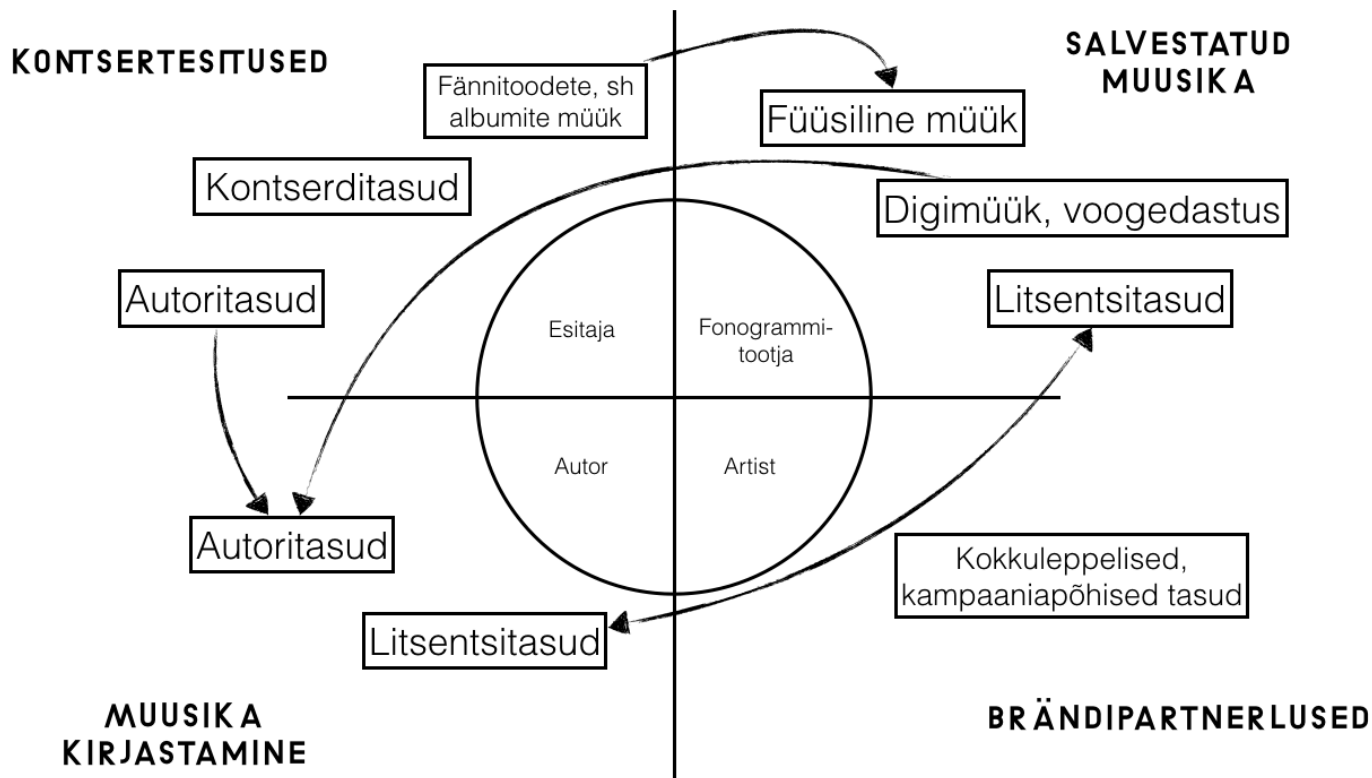 KONTSERTESITUSED
SALVESTATUD
MUUSIKA
Fännitoodete, sh
albumite müük
Füüsiline müük
Kontserditasud
Digimüük, voogedastus
Autoritasud
Litsentsitasud
Esitaja
Fonogrammi-
tootja
Autor
Artist
Autoritasud
Kokkuleppelised,
kampaaniapõhised tasud
Litsentsitasud
MUUSIKA
KIRJASTAMINE
BRÄNDIPARTNERLUSED